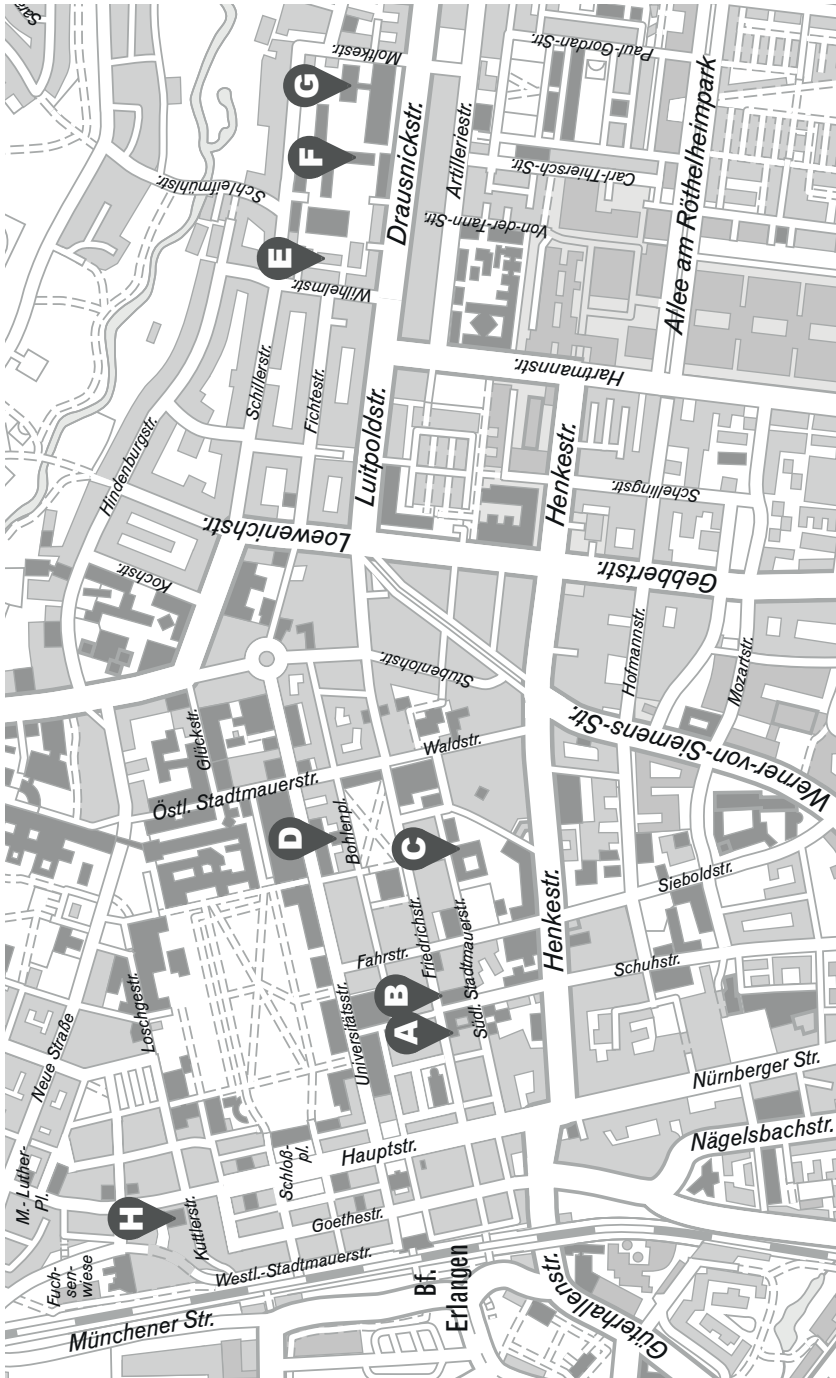 Münchener Str.
Fuch-
sen-
wiese
M.- Luther-
Pl.
H
Kuttlerstr.
Westl.-Stadtmauerstr.
Goethestr.
Bf.
Erlangen
Güterhallenstr.
Neue Straße
Loschgestr.
Schloß-
pl.
Hauptstr.
Nürnberger Str.
Nägelsbachstr.
Universitätsstr.
A
B
Fahrstr.
Friedrichstr.
Südl. Stadtmauerstr.
Henkestr.
Schuhstr.
Sieboldstr.
Östl. Stadtmauerstr.
Glückstr.
D
Bohlenpl.
C
Waldstr.
Stubenlohstr.
Werner-von-Siemens-Str.
Hofmannstr.
Mozartstr.
Kochstr.
Hindenburgstr.
Loewenichstr.
Luitpoldstr.
Henkestr.
Gebbertstr.
Schellingstr.
Schillerstr.
Fichtestr.
Hartmannstr.
Schleifmühlstr.
E
Wilhelmstr.
F
G
Moltkestr.
Drausnickstr.
Artilleriestr.
Von-der-Tann-Str.
Carl-Thiersch-Str.
Paul-Gordan-Str.
Allee am Röthelheimpark